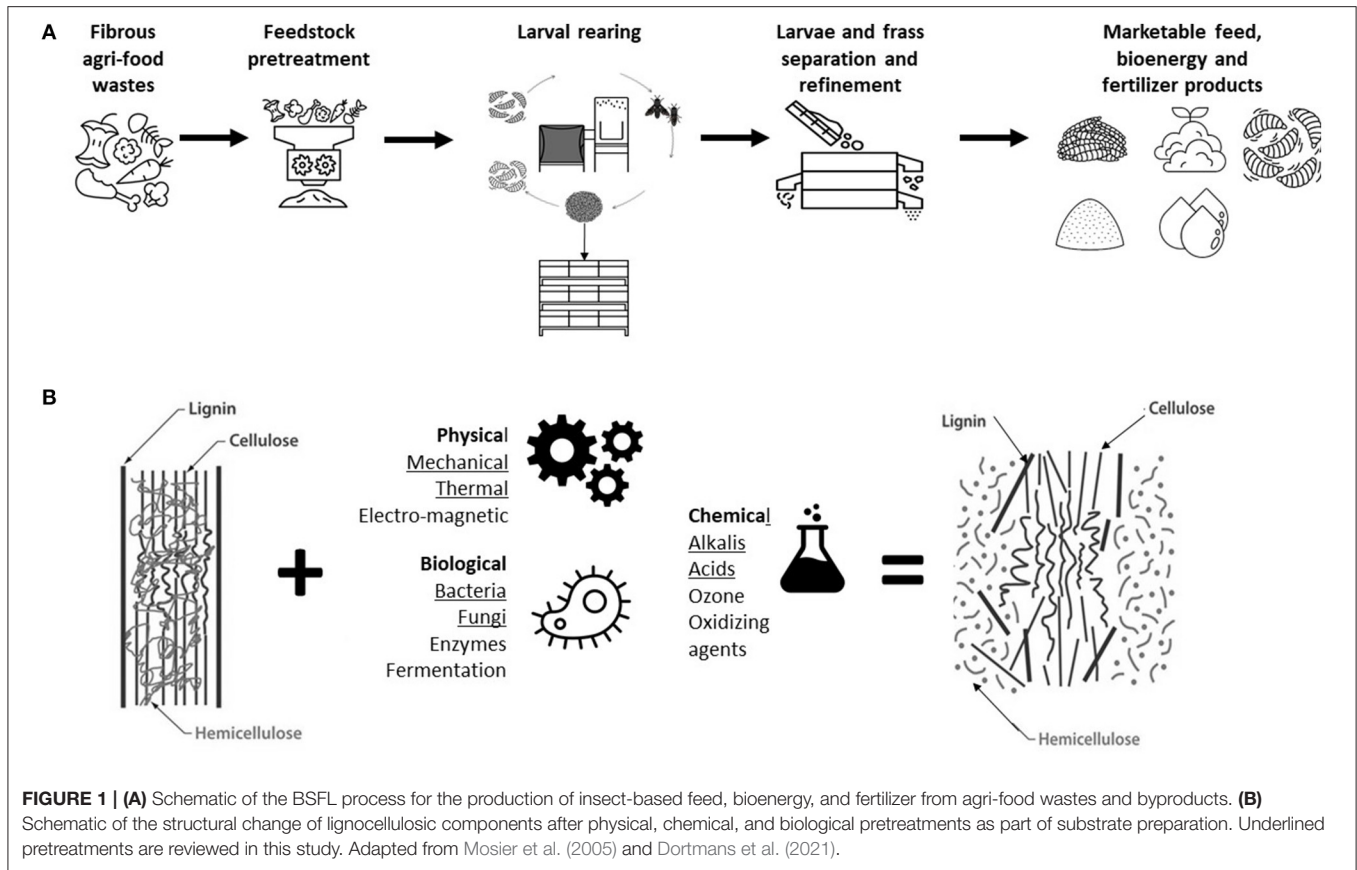 A
Fibrous
agri-food
wastes
Feedstock
pretreatment
Larval rearing
Larvae and frass
separation and
refinement
Marketable feed,
bioenergy and
fertilizer products
B
Lignin
Cellulose
Hemicellulose
Physical
Mechanical
Thermal
Electro-magnetic
Biological
Bacteria
Fungi
Enzymes
Fermentation
Chemical
Alkalis
Acids
Ozone
Oxidizing
agents
Lignin
Cellulose
Hemicellulose
FIGURE 1 | (A) Schematic of the BSFL process for the production of insect-based feed, bioenergy, and fertilizer from agri-food wastes and byproducts. (B)
Schematic of the structural change of lignocellulosic components after physical, chemical, and biological pretreatments as part of substrate preparation. Underlined
pretreatments are reviewed in this study. Adapted from Mosier et al. (2005) and Dortmans et al. (2021).